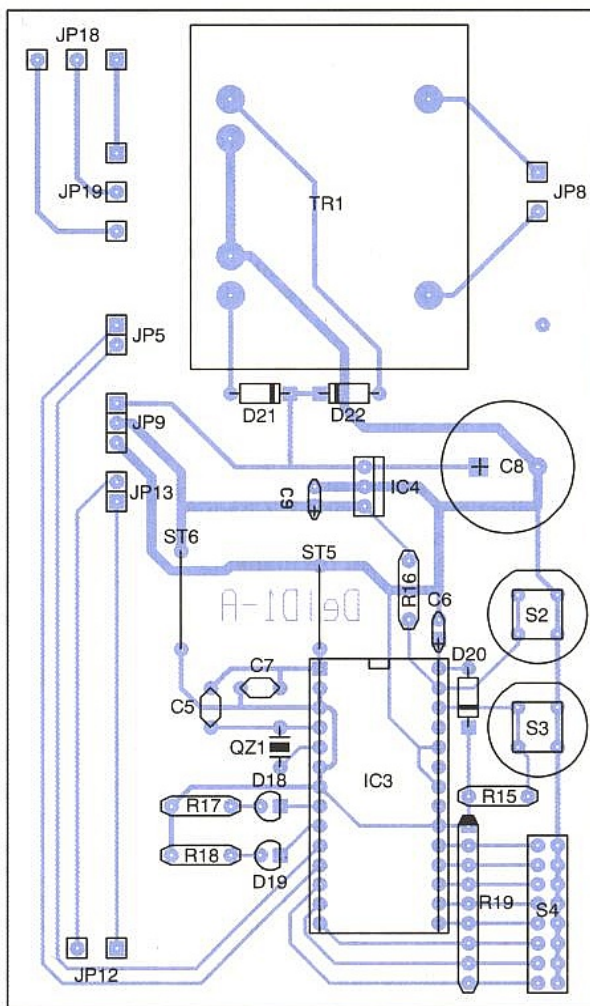 JP18
JP19
TR1
JP8
JP5
D21
D22
JP9
C8
IC4
C9
JP13
ST6
ST5
R16
C6
DelD1-A
S2
D20
C7
C5
S3
QZ1
IC3
D18
R17
R15
R18
D19
R19
S4
JP12